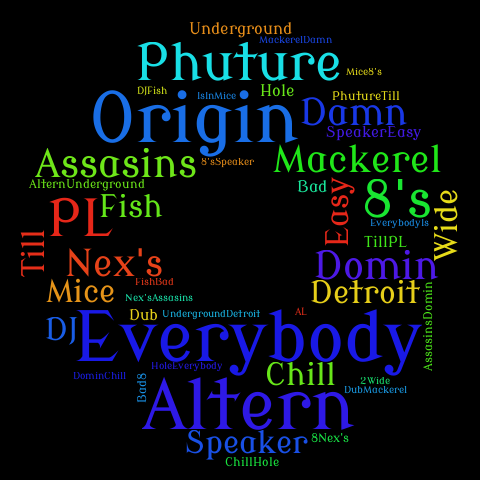 Underground
MackerelDamn
Phuture
Mice8's
DJFish
IsInMice
Hole
PhutureTill
Origin
Damn
SpeakerEasy
Assasins
8'sSpeaker
Mackerel
AlternUnderground
Bad
8's
Easy
Wide
PL
Fish
EverybodyIs
Till
TillPL
Nex's
Domin
FishBad
Mice
Nex'sAssasins
Detroit
AssasinsDomin
DJ
Dub
UndergroundDetroit
AL
Everybody
HoleEverybody
DominChill
Chill
2Wide
Bad8
DubMackerel
Altern
Speaker
8Nex's
ChillHole